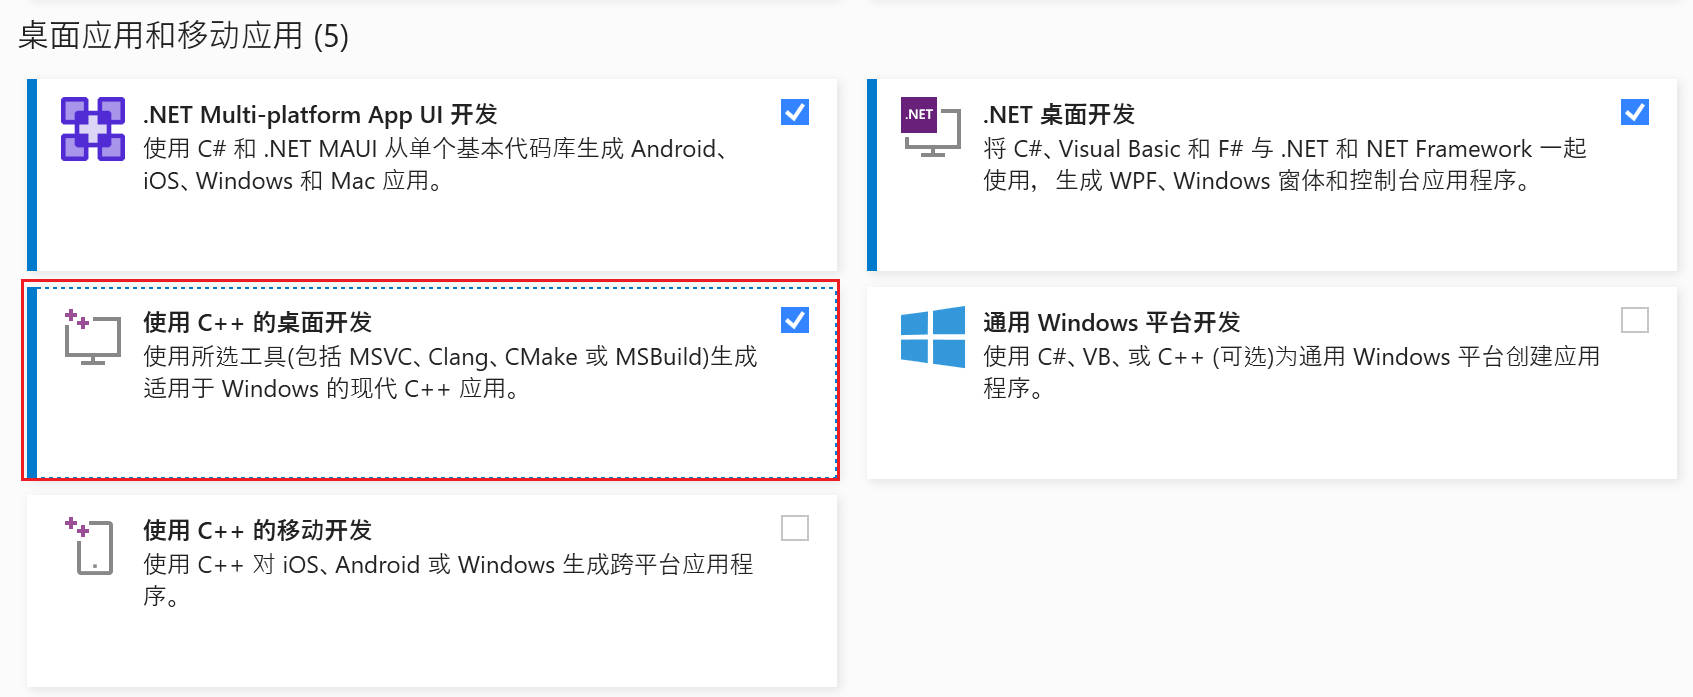 桌面应用和移动应用 (5)
.NET Multi-platform App UI 开发
使用 C# 和 .NET MAUI 从单个基本代码库生成 Android、
iOS、Windows 和 Mac 应用。
.NET
.NET 桌面开发
将 C#、Visual Basic 和 F# 与 .NET 和 NET Framework 一起
使用，生成 WPF、Windows 窗体和控制台应用程序。
使用 C++ 的桌面开发
使用所选工具(包括 MSVC、Clang、CMake 或 MSBuild)生成
适用于 Windows 的现代 C++ 应用。
通用 Windows 平台开发
使用 C#、VB、或 C++ (可选)为通用 Windows 平台创建应用
程序。
使用 C++ 的移动开发
使用 C++ 对 iOS、Android 或 Windows 生成跨平台应用程
序。